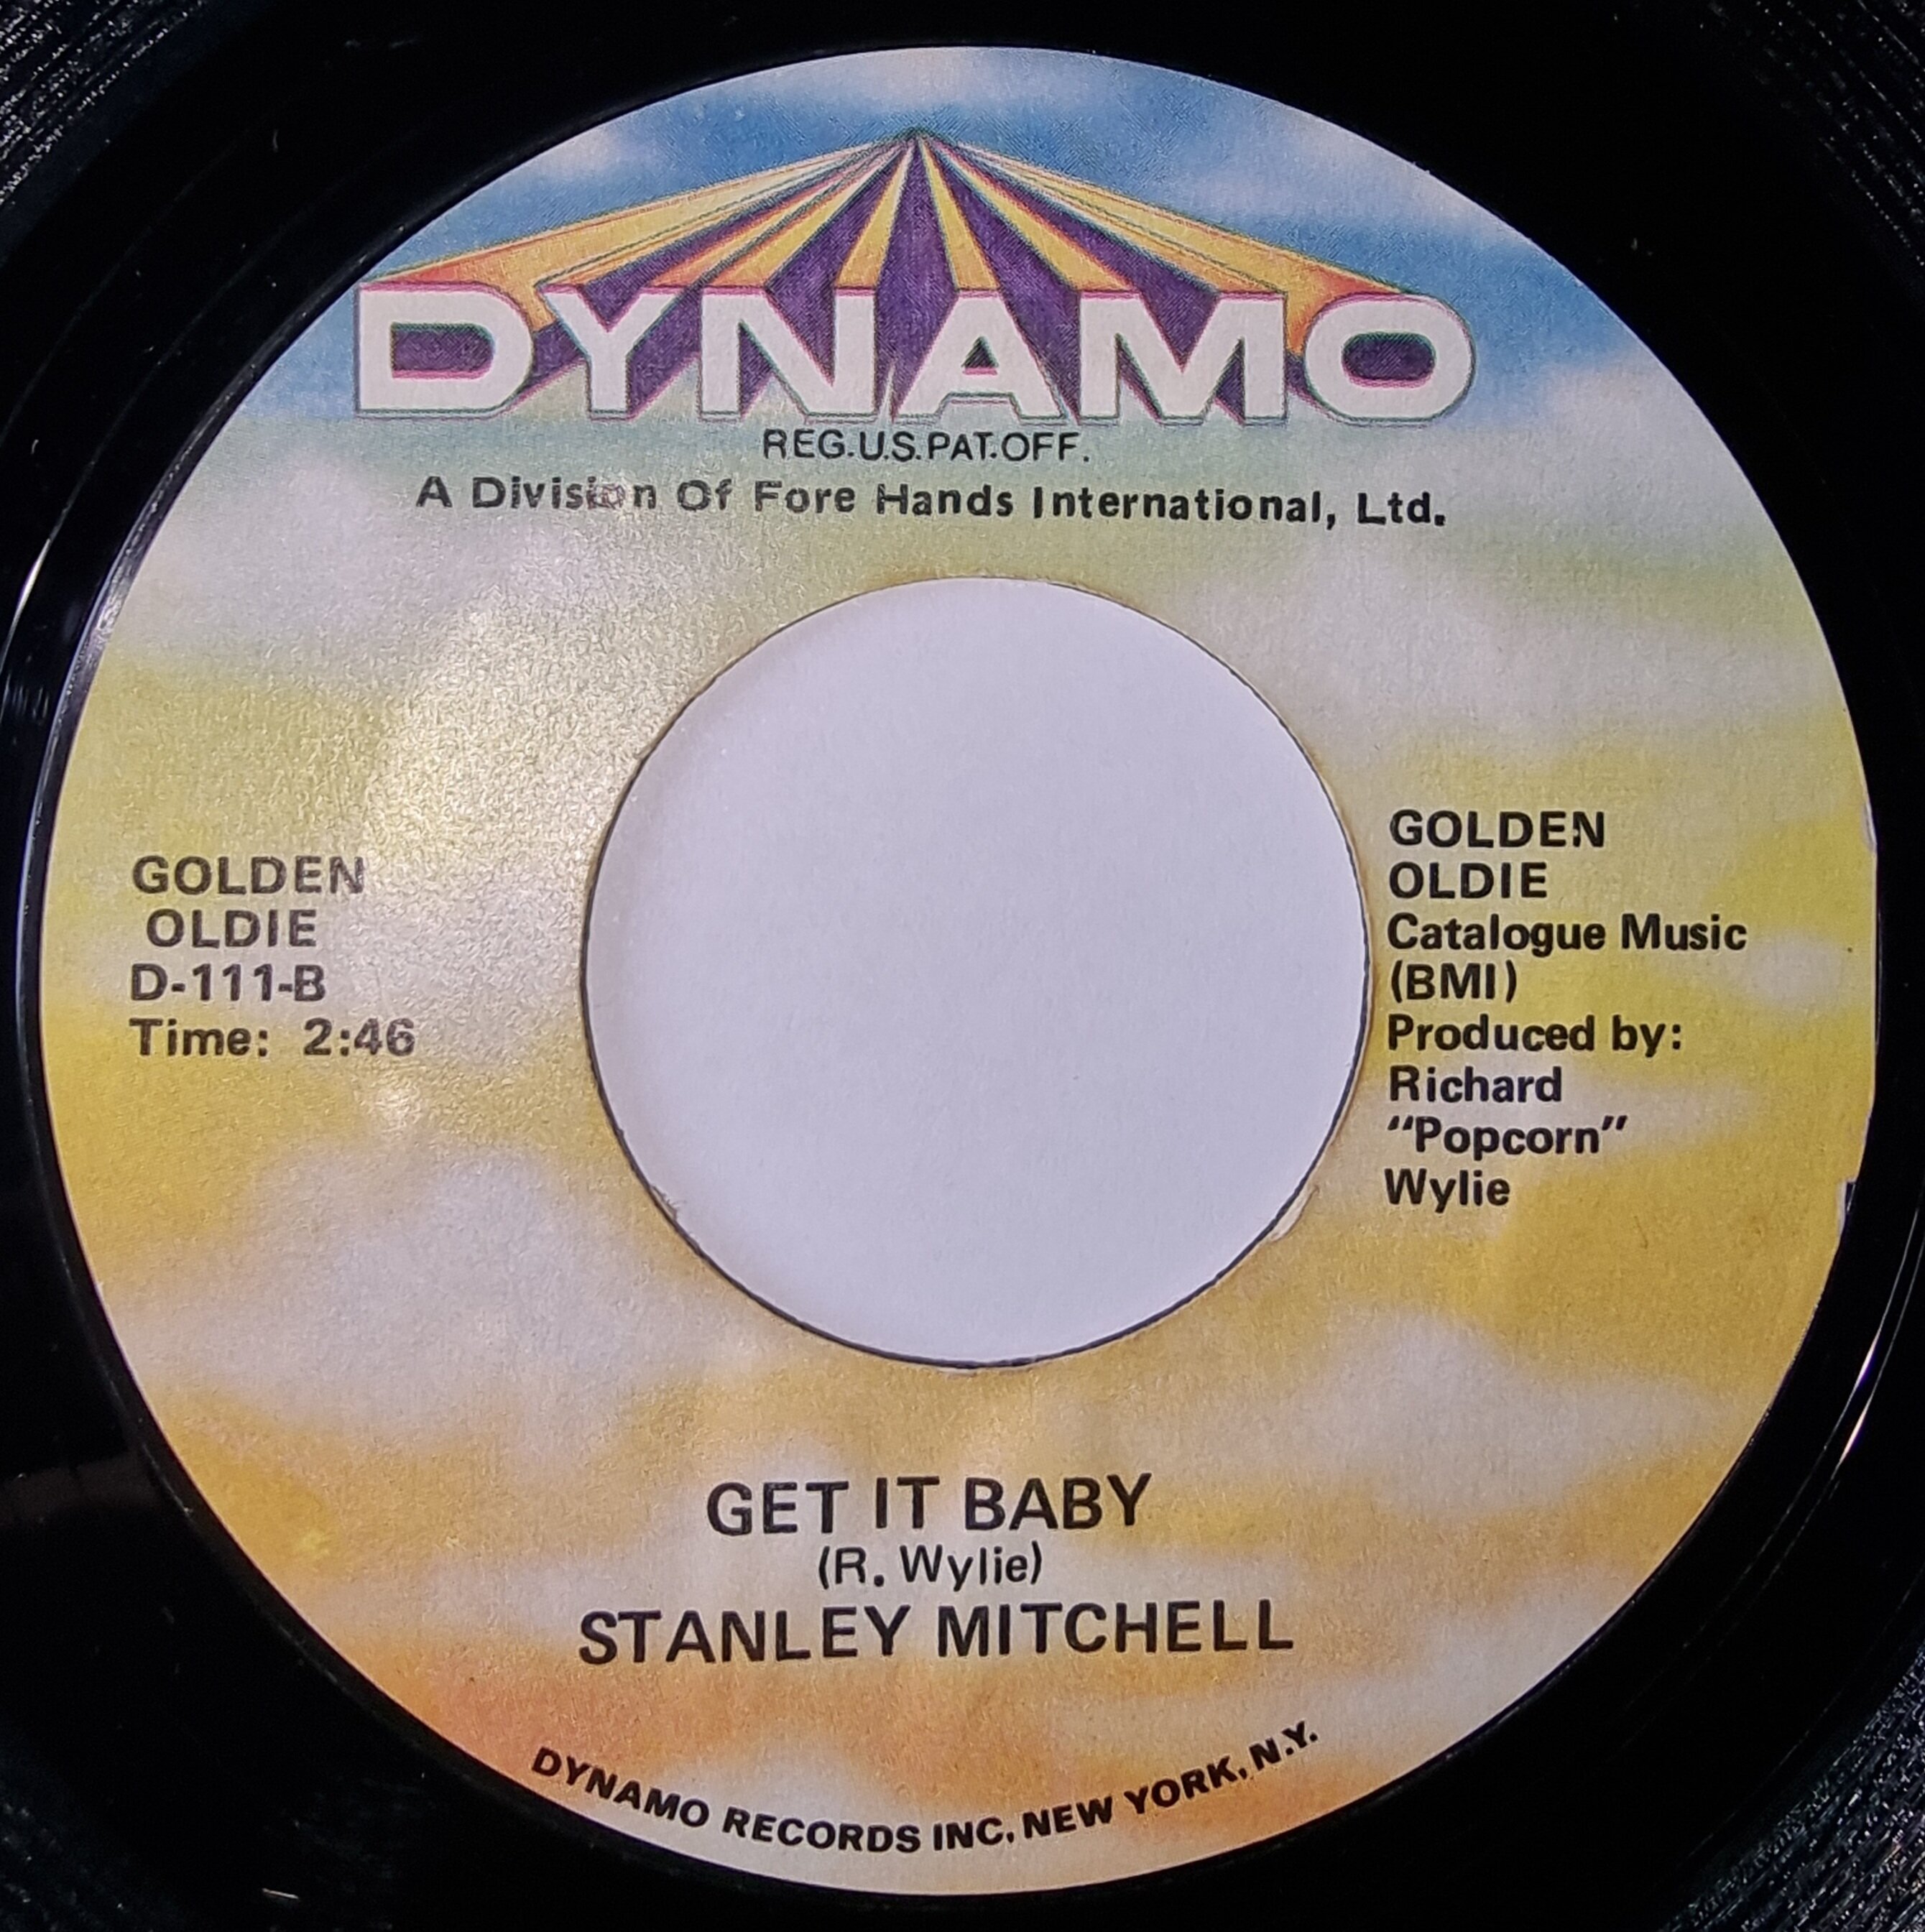 DYNAMO
REG.U.S.PAT.OFF.
A Division Of Fore Hands International, Ltd.
GOLDEN
OLDIE
D-111-B
Time: 2:46
GOLDEN
OLDIE
Catalogue Music
(BMI)
Produced by:
Richard
"Popcorn"
Wylie
GET IT BABY
(R. Wylie)
STANLEY MITCHELL
DYNAMO RECORDS INC. NEW YORK, N.Y.